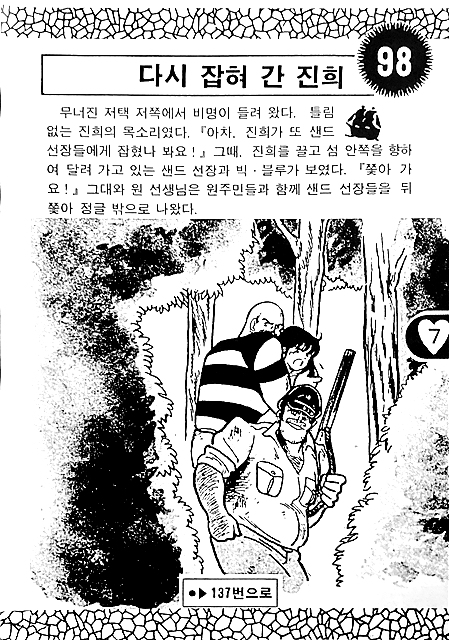 98
다시 잡혀 간 진희
무너진 저택 저쪽에서 비명이 들려 왔다. 틀림
없는 진희의 목소리였다. 『아차, 진희가 또 샌드
선장들에게 잡혔나 봐요!』 그때, 진희를 끌고 섬 안쪽을 향하
여 달려 가고 있는 샌드 선장과 빅·블루가 보였다. 『쫓아 가
요!』 그대와 원 선생님은 원주민들과 함께 샌드 선장들을 뒤
쫓아 정글 밖으로 나왔다.
7
●▶137번으로